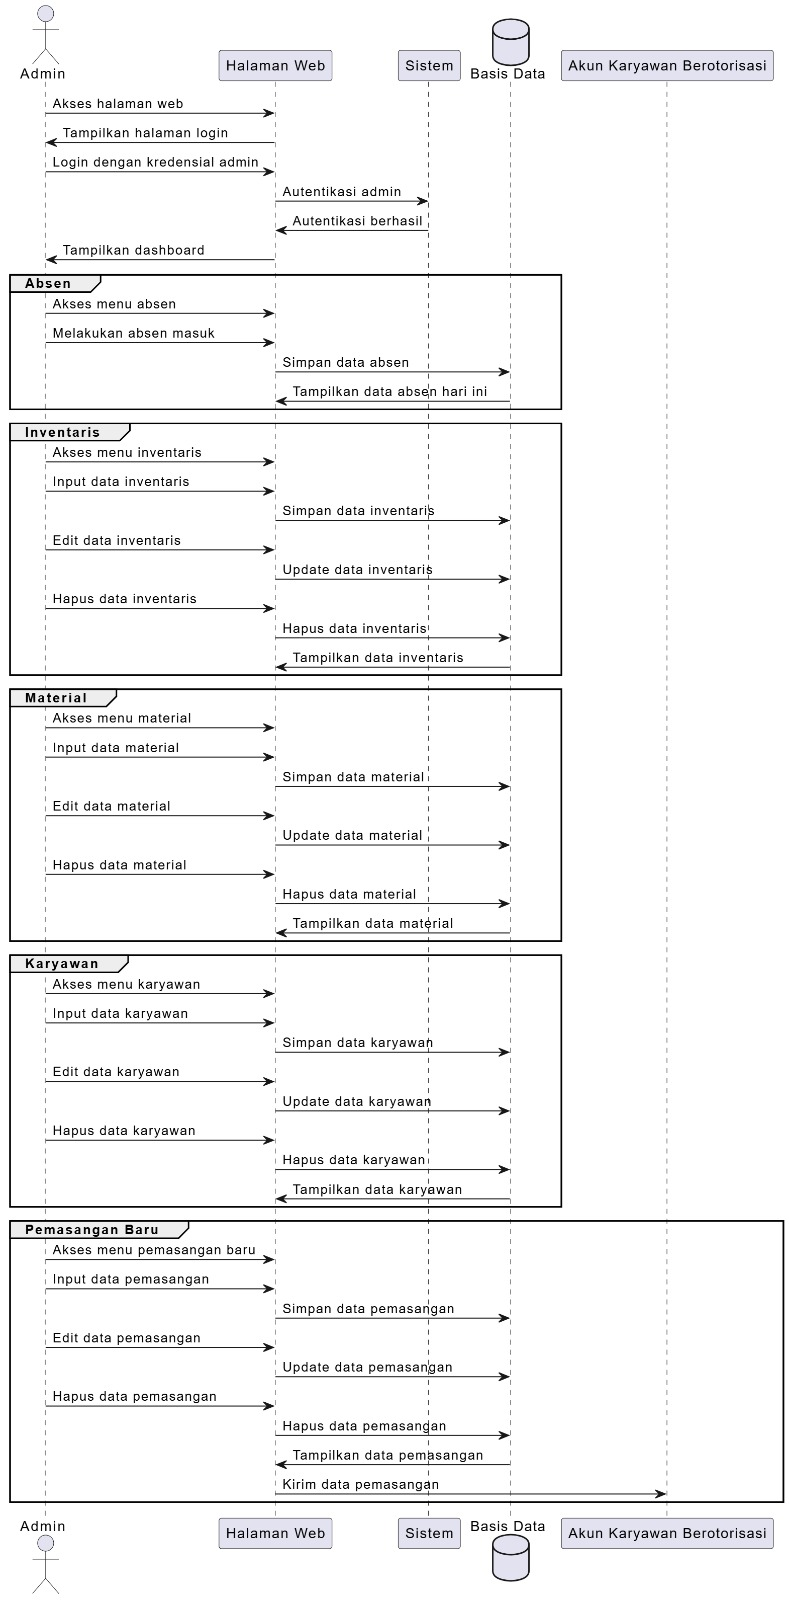 Admin
Halaman Web
Sistem
Basis Data
Akun Karyawan Berotorisasi
Akses halaman web
Tampilkan halaman login
Login dengan kredensial admin
Autentikasi admin
Autentikasi berhasil
Tampilkan dashboard
Absen
Akses menu absen
Melakukan absen masuk
Simpan data absen
Tampilkan data absen hari ini
Inventaris
Akses menu inventaris
Input data inventaris
Simpan data inventaris
Edit data inventaris
Update data inventaris
Hapus data inventaris
Hapus data inventaris
Tampilkan data inventaris
Material
Akses menu material
Input data material
Simpan data material
Edit data material
Update data material
Hapus data material
Hapus data material
Tampilkan data material
Karyawan
Akses menu karyawan
Input data karyawan
Simpan data karyawan
Edit data karyawan
Update data karyawan
Hapus data karyawan
Hapus data karyawan
Tampilkan data karyawan
Pemasangan Baru
Akses menu pemasangan baru
Input data pemasangan
Simpan data pemasangan
Edit data pemasangan
Update data pemasangan
Hapus data pemasangan
Hapus data pemasangan
Tampilkan data pemasangan
Kirim data pemasangan
Admin
Halaman Web
Sistem
Basis Data
Akun Karyawan Berotorisasi